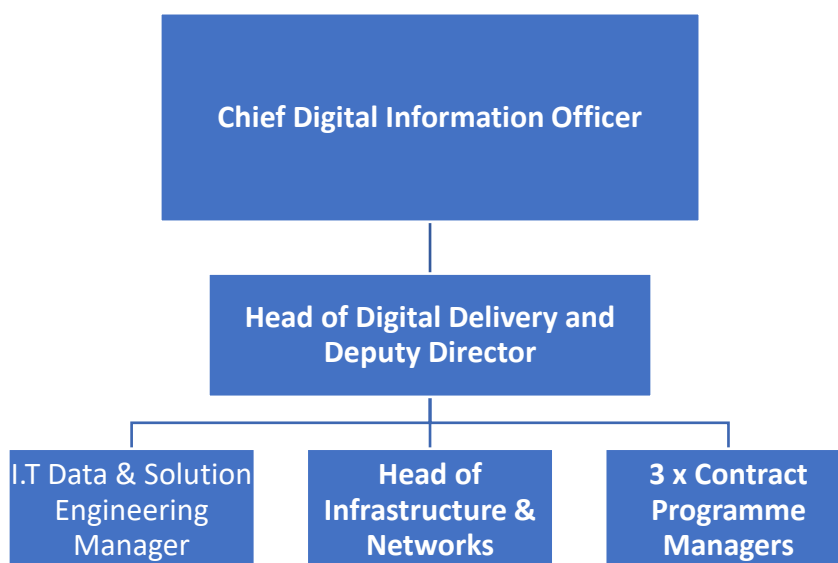 Chief Digital Information Officer
Head of Digital Delivery and
Deputy Director
I.T Data & Solution
Engineering
Manager
Head of
Infrastructure &
Networks
3 x Contract
Programme
Managers